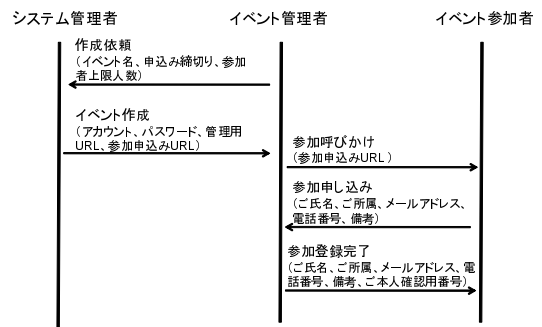 システム管理者
イベント管理者
イベント参加者
作成依頼
（イベント名、申込み締切り、参加
者上限人数）
イベント作成
（アカウント、パスワード、管理用
URL、参加申込みURL）
参加呼びかけ
（参加申込みURL）
参加申し込み
（ご氏名、ご所属、メールアドレス、
電話番号、備考）
参加登録完了
（ご氏名、ご所属、メールアドレス、電
話番号、備考、ご本人確認用番号）